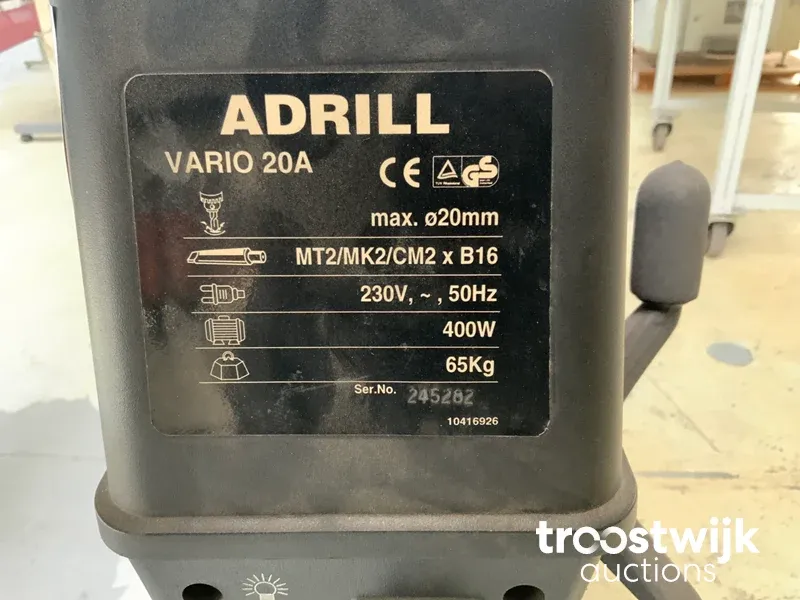 ADRILL
VARIO 20A CE GS
max. ø20mm
MT2/MK2/CM2 x B16
230V, ~ , 50Hz
400W
65Kg
Ser.No. 245282
10416926
troostwijk
auctions